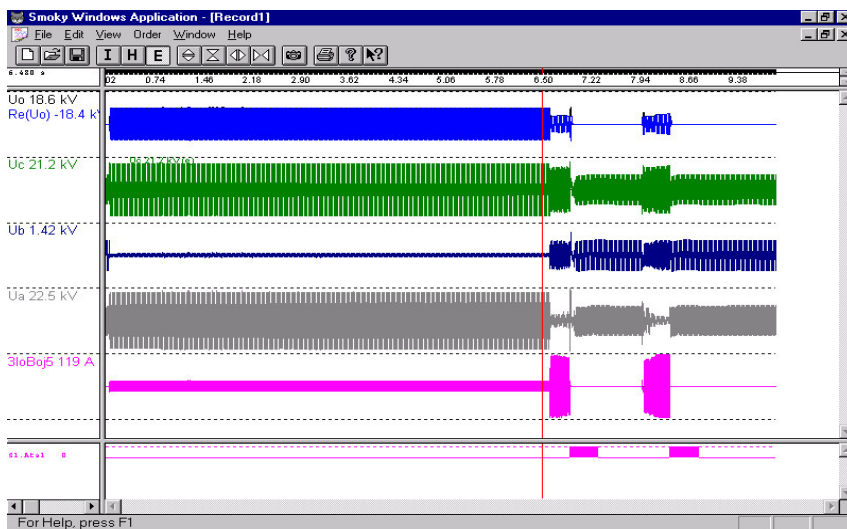 Smoky Windows Application - [Record1]
File Edit View Order Window Help
I H E
6.480 s
02 0.74 1.46 2.18 2.90 3.62 4.34 5.06 5.78 6.50 7.22 7.94 8.66 9.38
Uo 18.6 kV
Re(Uo) -18.4 k
Uc 21.2 kV
Ub 1.42 kV
Ua 22.5 kV
3IoBoj5 119 A
0
For Help, press F1